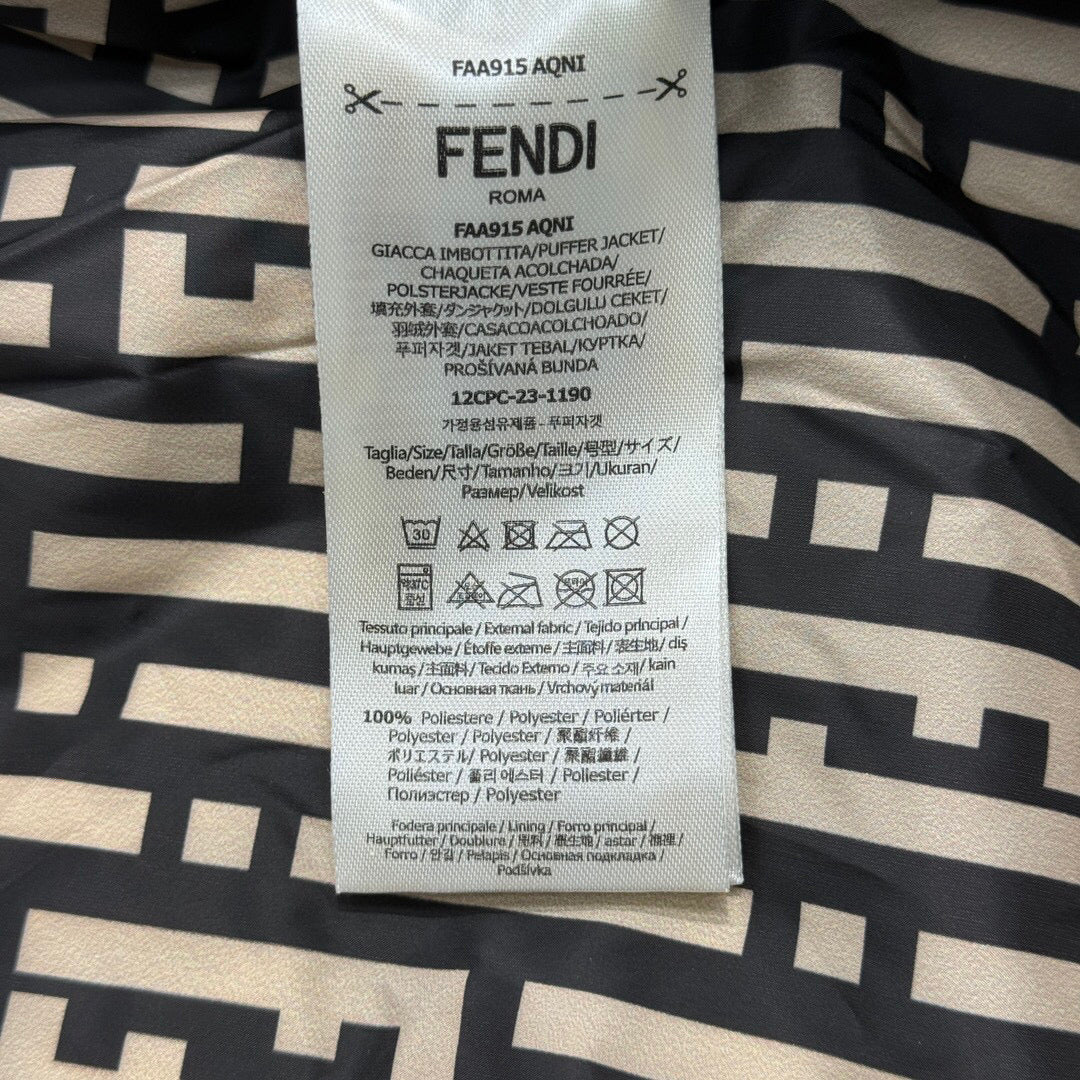 FAA915 AQNI
FENDI
ROMA
FAA915 AQNI
GIACCA IMBOTTITA/PUFFER JACKET/
CHAQUETA ACOLCHADA/
POLSTERJACKE/VESTE FOURRÉE/
填充外套/ダンジャケット/DOLGULU CEKET/
羽绒外套/CASACOACOLCHOADO/
푸퍼자켓/JAKET TEBAL/КУРТКА/
PROŠÍVANÁ BUNDA
12CPC-23-1190
가정용섬유제품 - 푸퍼자켓
Taglia/Size/Talla/Größe/Taille/号型/サイズ/
Beden/尺寸/Tamanho/크기/Ukuran/
Размер/Velikost
30
Tessuto principale / External fabric / Tejido principal /
Hauptgewebe / Étoffe externe / 主面料 / 表生地 / diş
kumaş / 主面料 / Tecido Externo / 주요 소재 / kain
luar / Основная ткань / Vrchový materiál
100% Poliestere / Polyester / Poliérter /
Polyester / Polyester / 聚酯纤维 /
ポリエステル / Polyester / 聚酯纖維 /
Poliéster / 폴리에스터 / Poliester /
Полиэстер / Polyester
Fodera principale / Lining / Forro principal /
Hauptfutter / Doublure / 里料 / 裏生地 / astar / 裡 /
Forro / 안감 / Pelapis / Основная подкладка /
Podšívka